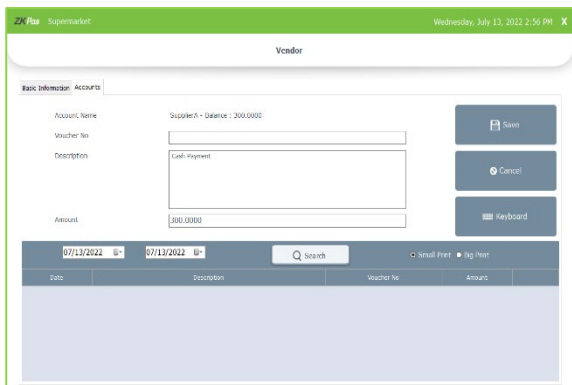 ZKPos Supermarket Wednesday, July 13, 2022 2:56 PM X
Vendor
Basic Information Accounts
Account Name SupplierA - Balance : 300.0000
Save
Voucher No
Description Cash Payment
Cancel
Keyboard
Amount 300.0000
07/13/2022 07/13/2022 Search Small Print Big Print
Date Description Voucher No Amount